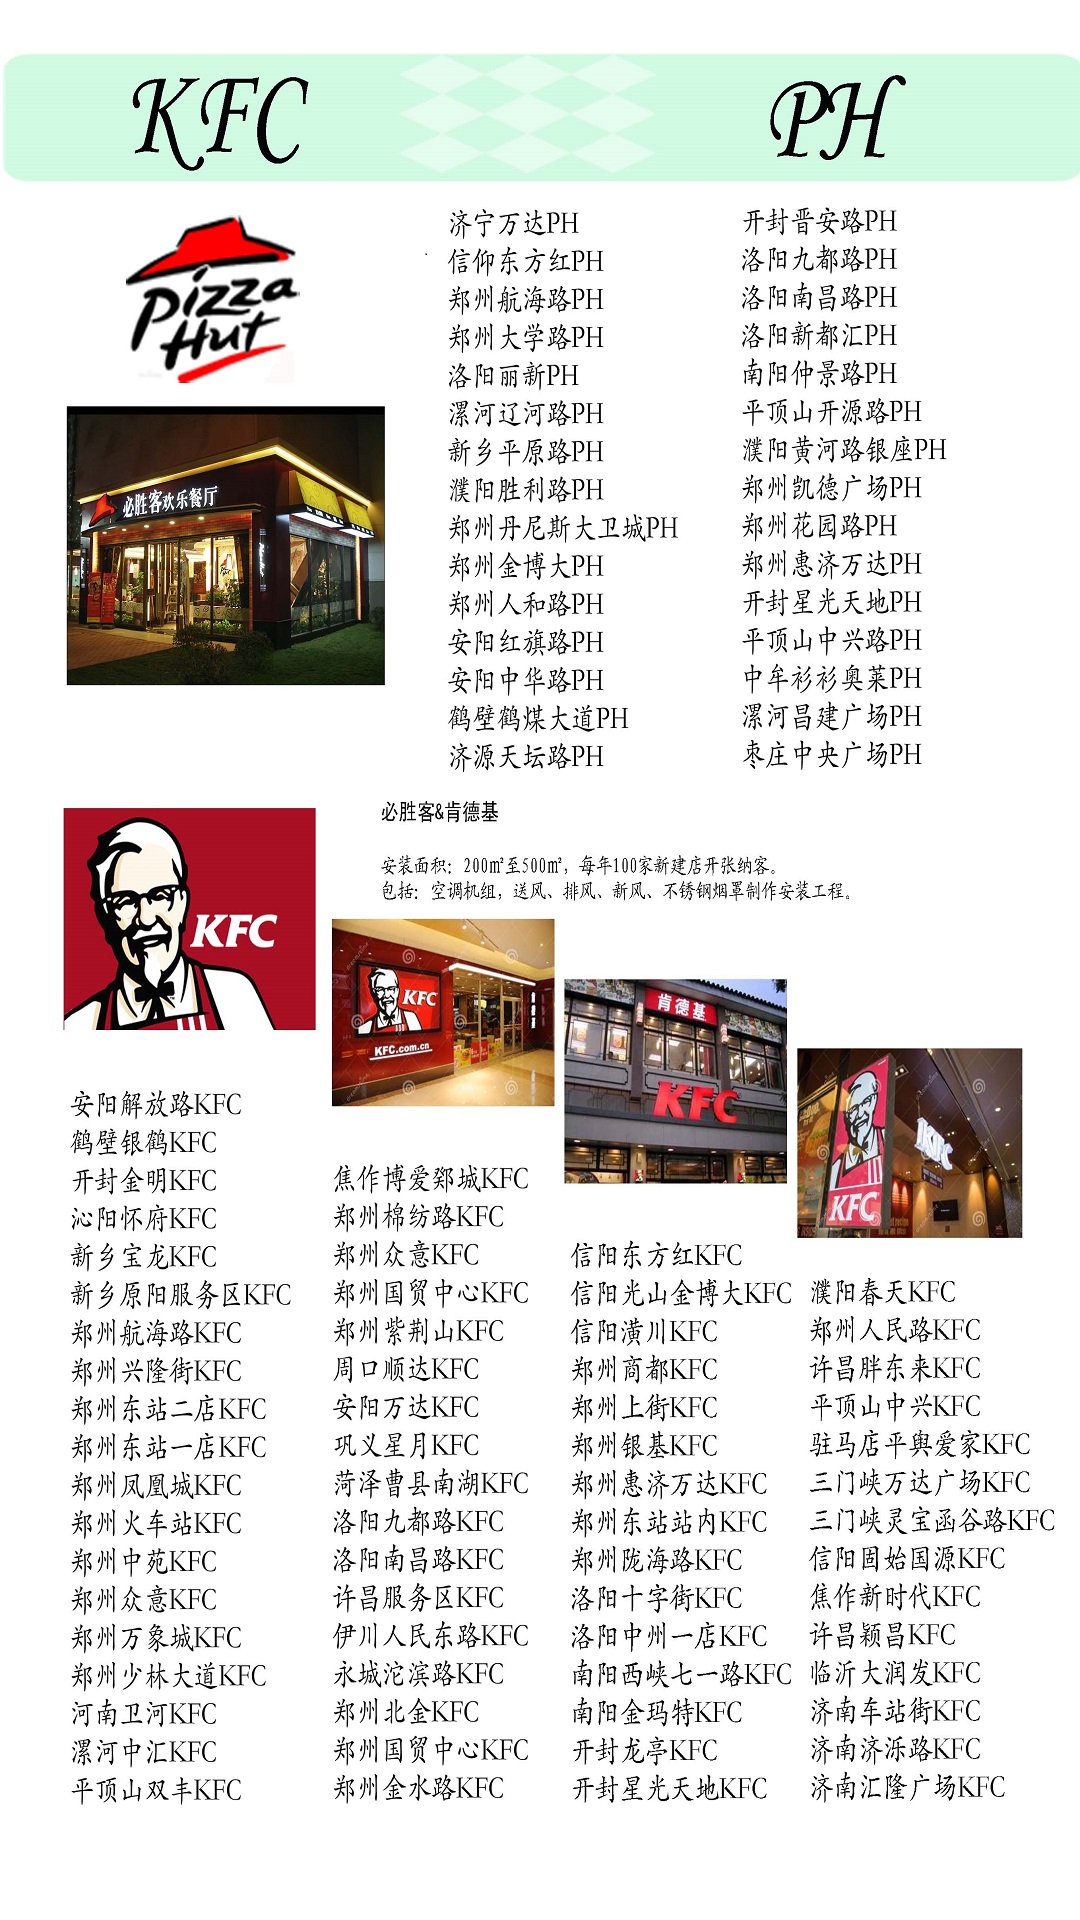 KFC
PH
Pizza
Hut
必胜客欢乐餐厅
济宁万达PH
信仰东方红PH
郑州航海路PH
郑州大学路PH
洛阳丽新PH
漯河辽河路PH
新乡平原路PH
濮阳胜利路PH
郑州丹尼斯大卫城PH
郑州金博大PH
郑州人和路PH
安阳红旗路PH
安阳中华路PH
鹤壁鹤煤大道PH
济源天坛路PH
开封晋安路PH
洛阳九都路PH
洛阳南昌路PH
洛阳新都汇PH
南阳仲景路PH
平顶山开源路PH
濮阳黄河路银座PH
郑州凯德广场PH
郑州花园路PH
郑州惠济万达PH
开封星光天地PH
平顶山中兴路PH
中牟衫衫奥莱PH
漯河昌建广场PH
枣庄中央广场PH
必胜客&肯德基
安装面积：200㎡至500㎡，每年100家新建店开张纳客。
包括：空调机组，送风、排风、新风、不锈钢烟罩制作安装工程。
KFC
KFC
KFC.com.cn
肯德基
KFC
KFC
KFC
安阳解放路KFC
鹤壁银鹤KFC
开封金明KFC
沁阳怀府KFC
新乡宝龙KFC
新乡原阳服务区KFC
郑州航海路KFC
郑州兴隆街KFC
郑州东站二店KFC
郑州东站一店KFC
郑州凤凰城KFC
郑州火车站KFC
郑州中苑KFC
郑州众意KFC
郑州万象城KFC
郑州少林大道KFC
河南卫河KFC
漯河中汇KFC
平顶山双丰KFC
焦作博爱郑城KFC
郑州棉纺路KFC
郑州众意KFC
郑州国贸中心KFC
郑州紫荆山KFC
周口顺达KFC
安阳万达KFC
巩义星月KFC
菏泽曹县南湖KFC
洛阳九都路KFC
洛阳南昌路KFC
许昌服务区KFC
伊川人民东路KFC
永城沱滨路KFC
郑州北金KFC
郑州国贸中心KFC
郑州金水路KFC
信阳东方红KFC
信阳光山金博大KFC
信阳潢川KFC
郑州商都KFC
郑州上街KFC
郑州银基KFC
郑州惠济万达KFC
郑州东站站内KFC
郑州陇海路KFC
洛阳十字街KFC
洛阳中州一店KFC
南阳西峡七一路KFC
南阳金玛特KFC
开封龙亭KFC
开封星光天地KFC
濮阳春天KFC
郑州人民路KFC
许昌胖东来KFC
平顶山中兴KFC
驻马店平舆爱家KFC
三门峡万达广场KFC
三门峡灵宝函谷路KFC
信阳固始国源KFC
焦作新时代KFC
许昌颖昌KFC
临沂大润发KFC
济南车站街KFC
济南济泺路KFC
济南汇隆广场KFC